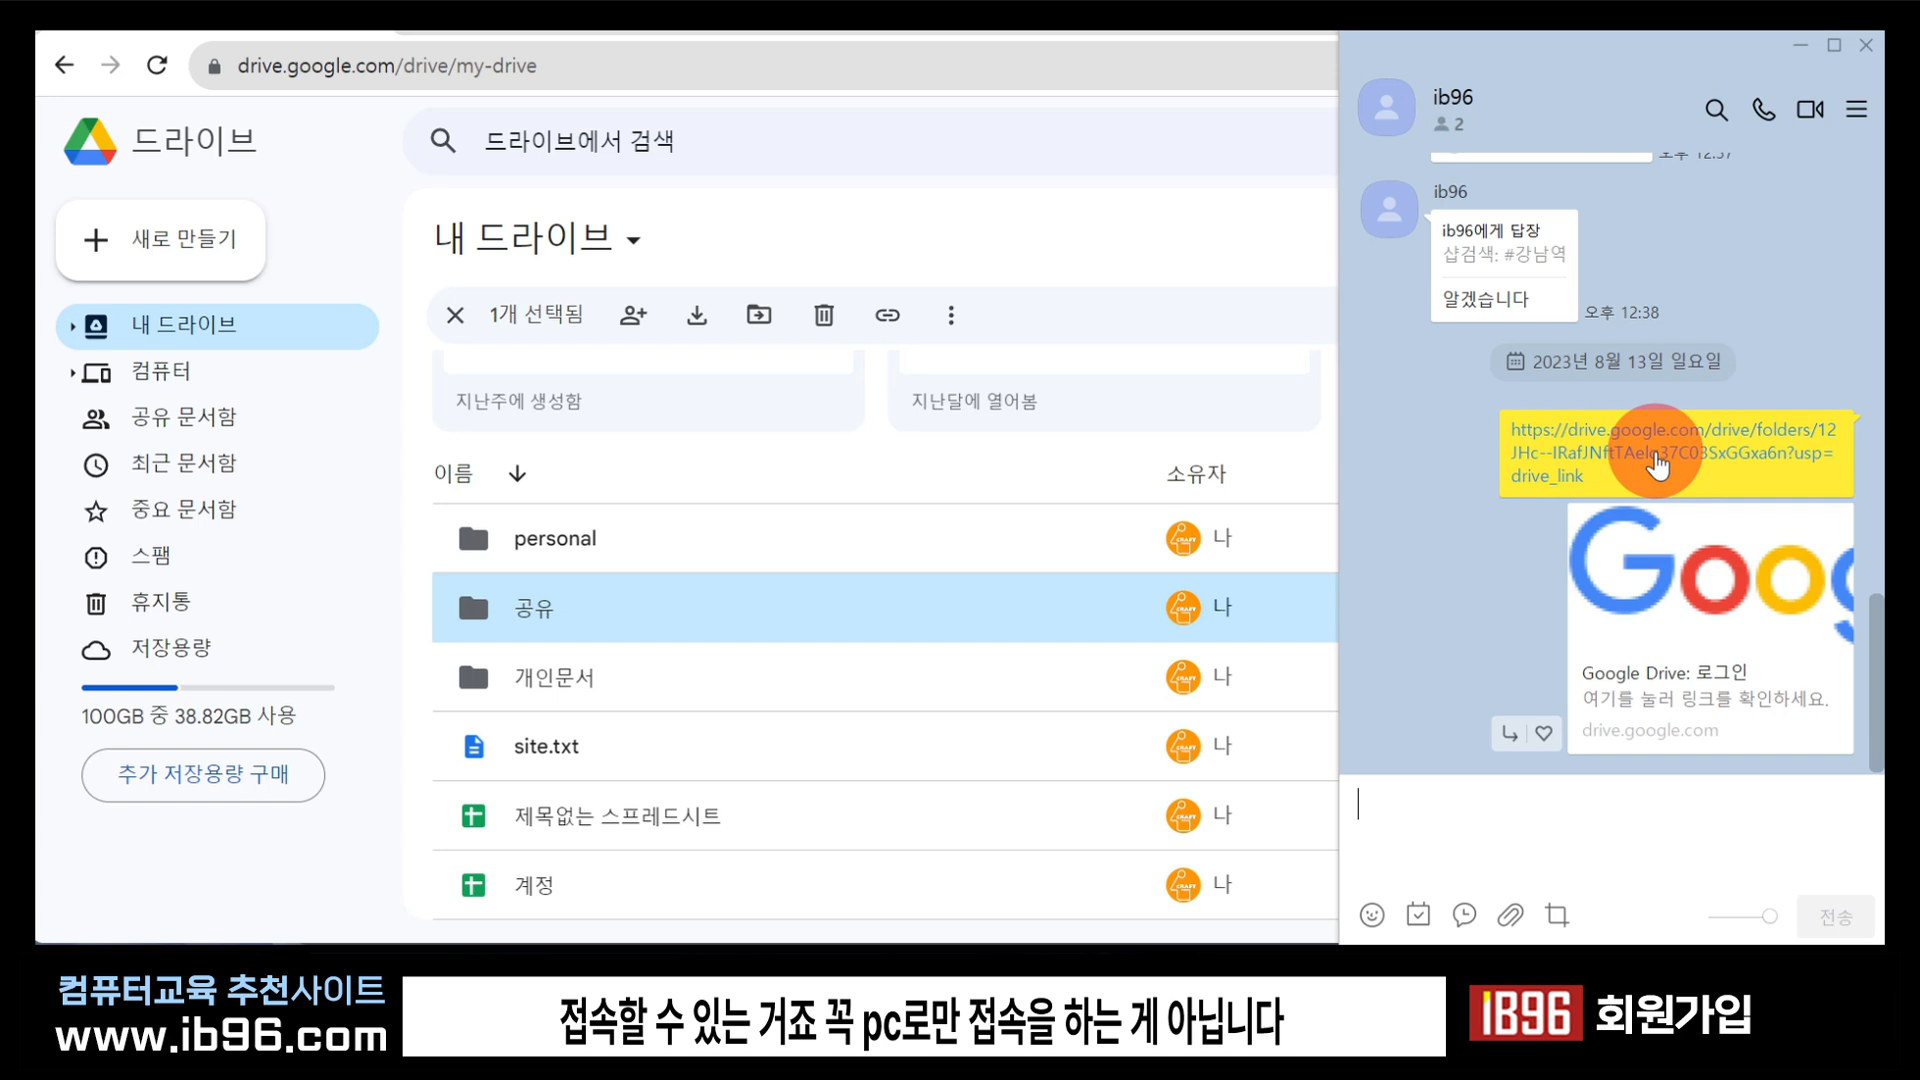 drive.google.com/drive/my-drive
드라이브
드라이브에서 검색
새로 만들기
내 드라이브
컴퓨터
공유 문서함
최근 문서함
중요 문서함
스팸
휴지통
저장용량
100GB 중 38.82GB 사용
추가 저장용량 구매
내 드라이브
1개 선택됨
지난주에 생성함
지난달에 열어봄
이름
소유자
personal
나
공유
나
개인문서
나
site.txt
나
제목없는 스프레드시트
나
계정
나
ib96
2
오후 12:37
ib96
ib96에게 답장
샵검색: #강남역
알겠습니다
오후 12:38
2023년 8월 13일 일요일
https://drive.google.com/drive/folders/12
drive_link
Goog
Google Drive: 로그인
여기를 눌러 링크를 확인하세요.
drive.google.com
전송
컴퓨터교육 추천사이트
www.ib96.com
접속할 수 있는 거죠 꼭 pc로만 접속을 하는 게 아닙니다
IB96 회원가입